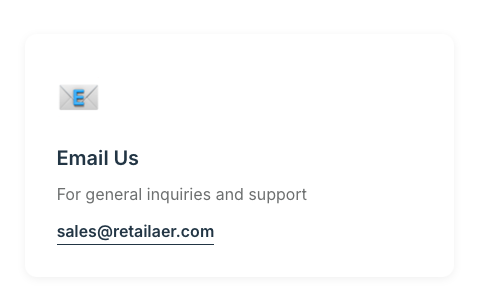 E
Email Us
For general inquiries and support
sales@retailaer.com